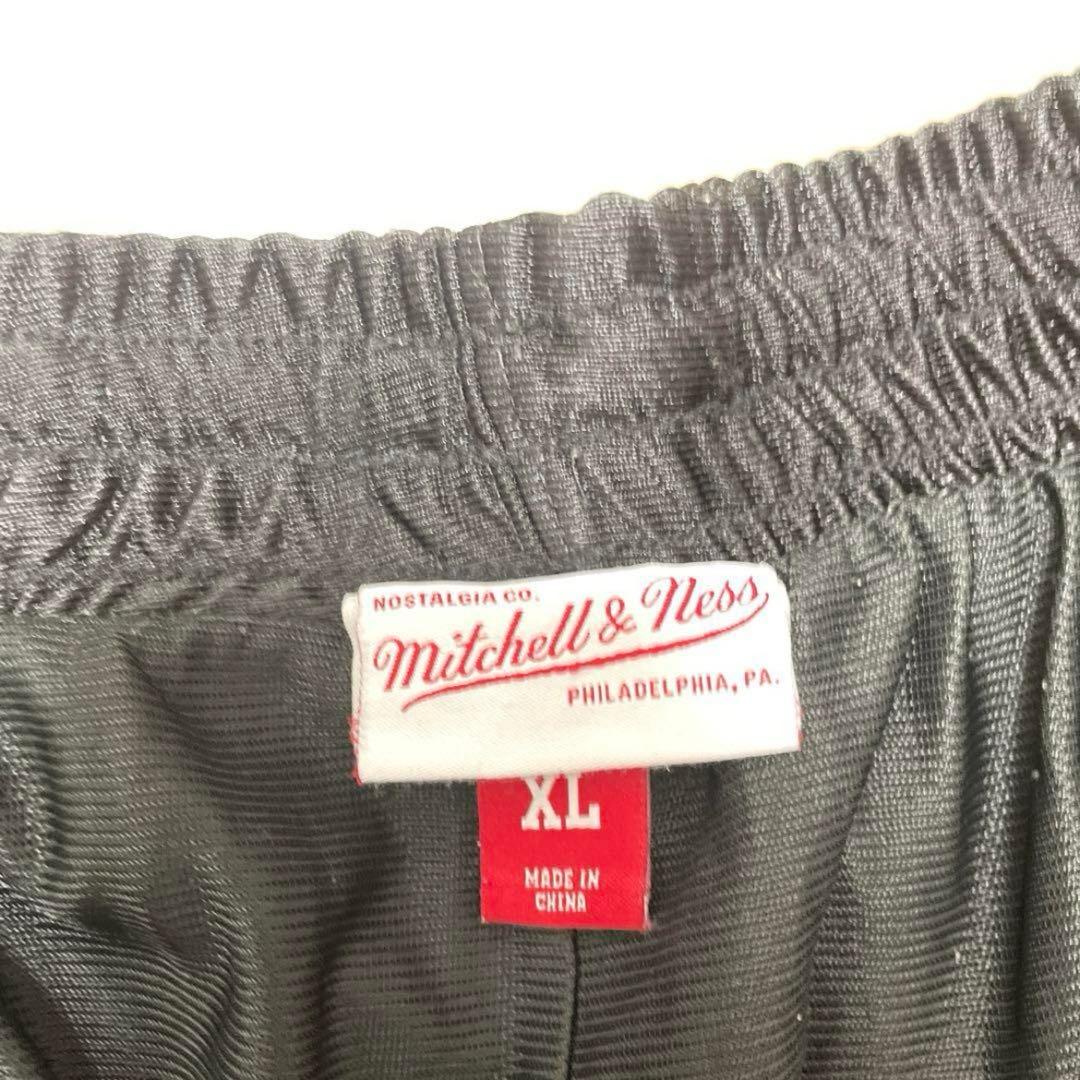 NOSTALGIA CO.
Mitchell & Ness
PHILADELPHIA, PA.
XL
MADE IN
CHINA